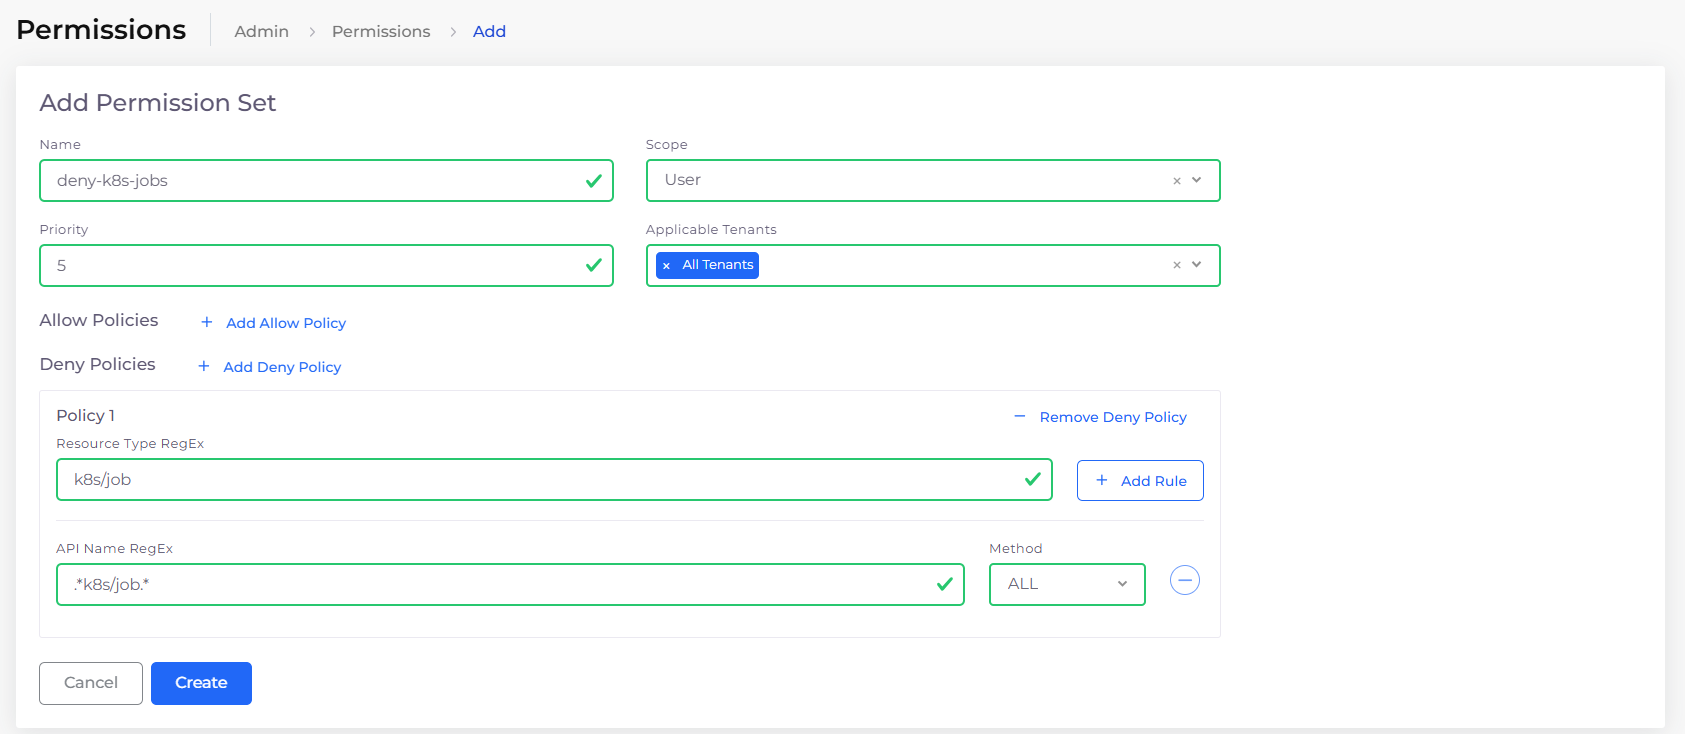 Permissions
Admin > Permissions > Add
Add Permission Set
Name
deny-k8s-jobs
Scope
User
Priority
5
Applicable Tenants
× All Tenants
Allow Policies
+ Add Allow Policy
Deny Policies
+ Add Deny Policy
Policy 1
− Remove Deny Policy
Resource Type RegEx
k8s/job
+ Add Rule
API Name RegEx
.*k8s/job.*
Method
ALL
Cancel
Create